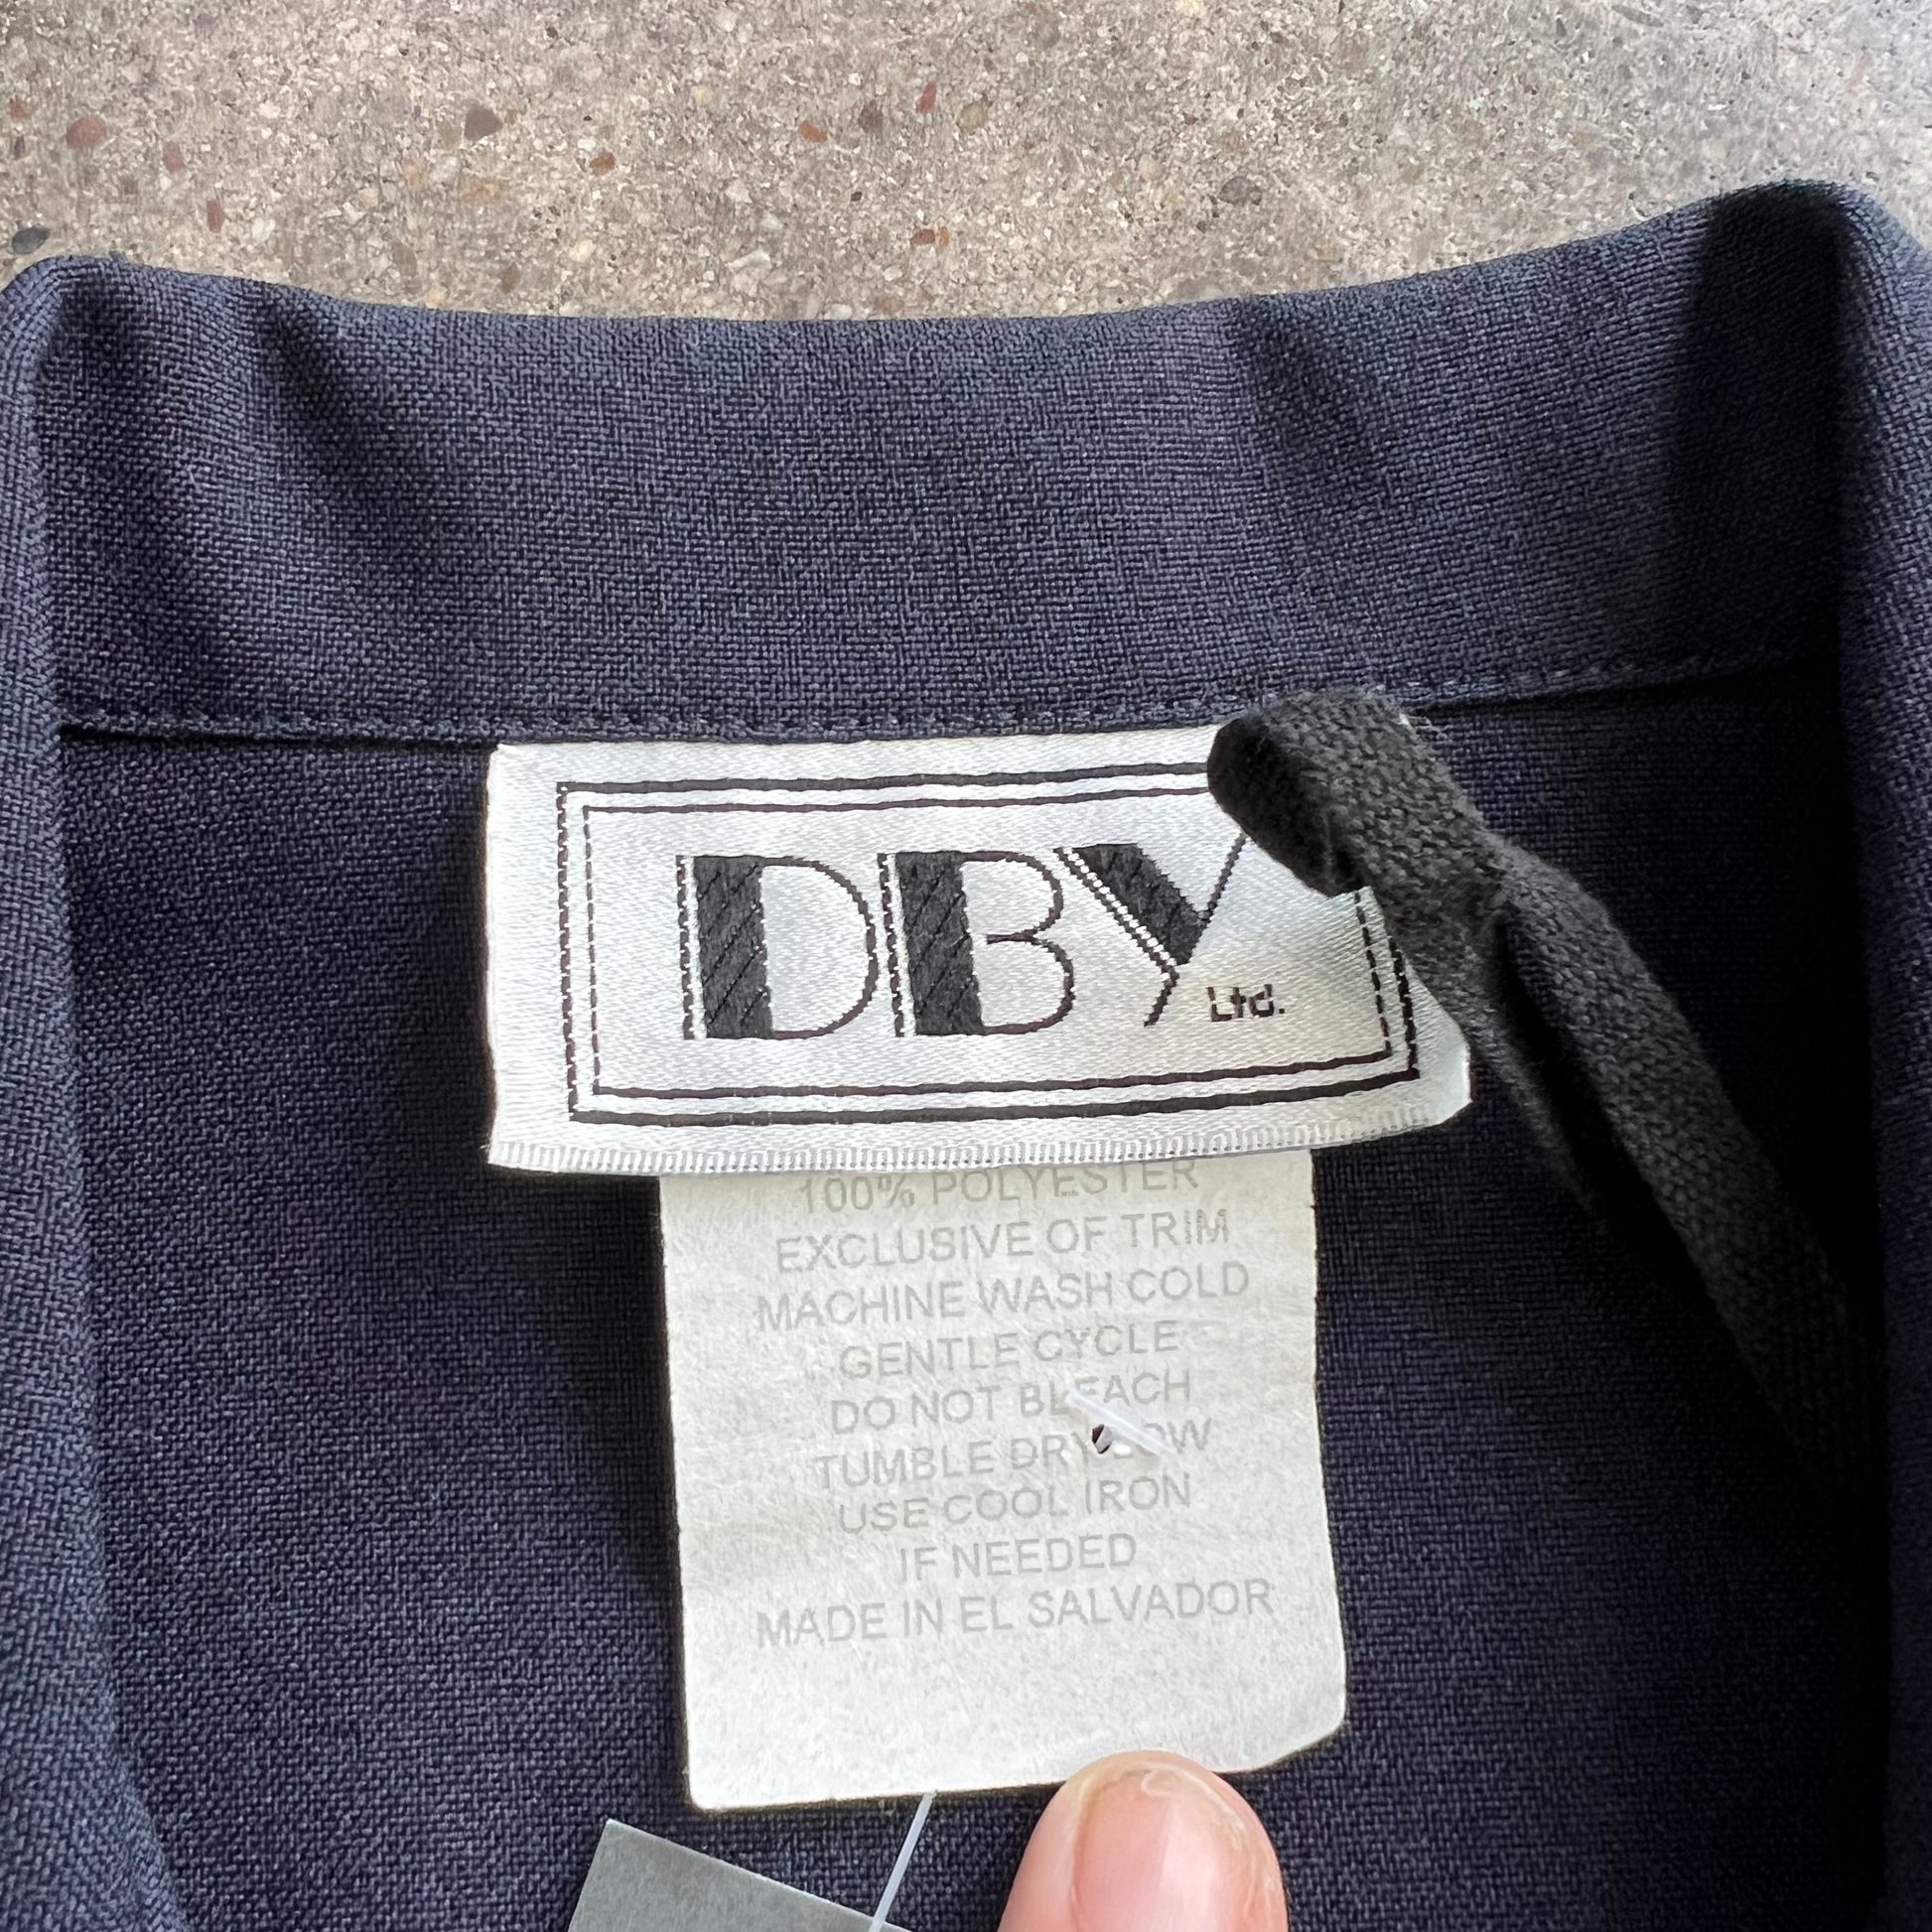 DBY
Ltd.
100% POLYESTER
EXCLUSIVE OF TRIM
MACHINE WASH COLD
GENTLE CYCLE
DO NOT BLEACH
TUMBLE DRY LOW
USE COOL IRON
IF NEEDED
MADE IN EL SALVADOR